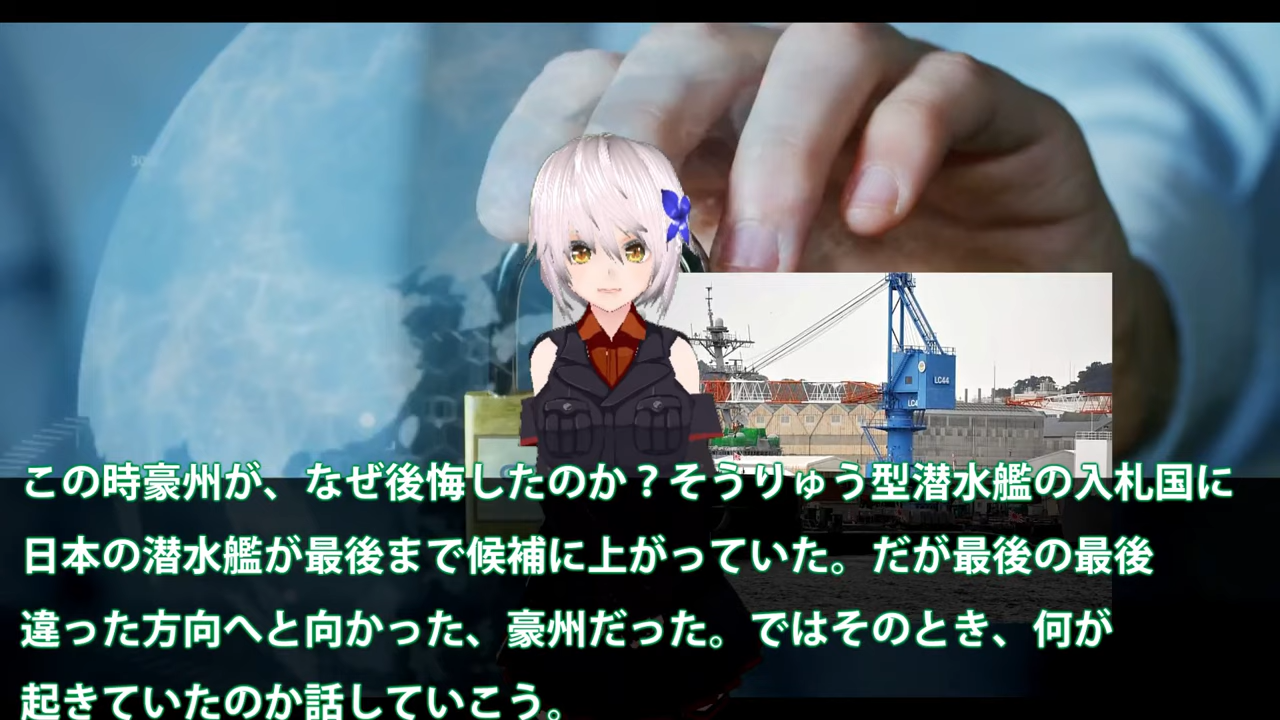 30
LC44
LC4
この時豪州が、なぜ後悔したのか？そうりゅう型潜水艦の入札国に
日本の潜水艦が最後まで候補に上がっていた。だが最後の最後
違った方向へと向かった、豪州だった。ではそのとき、何が
起きていたのか話していこう。